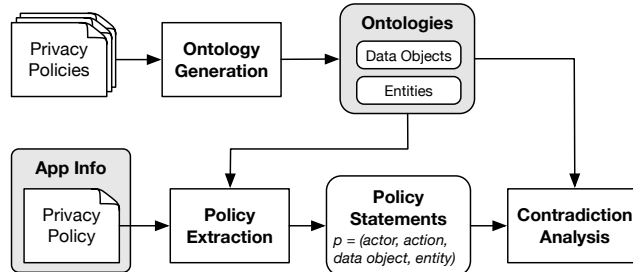 Privacy
Policies
Ontology
Generation
Ontologies
Data Objects
Entities
App Info
Privacy
Policy
Policy
Extraction
Policy
Statements
p = (actor, action,
data object, entity)
Contradiction
Analysis